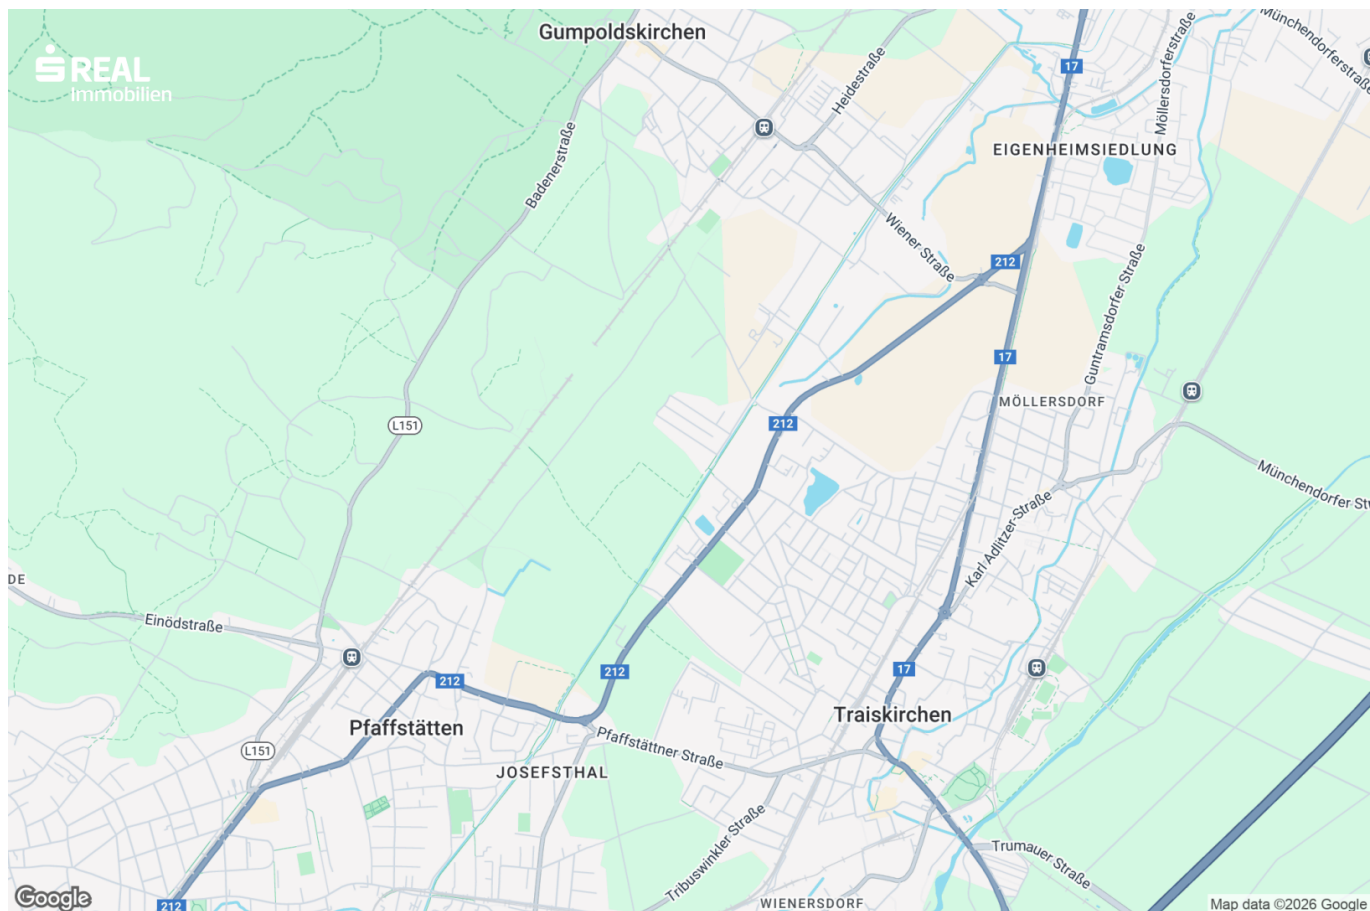 Gumpoldskirchen
Münchendorferstraße
S REAL
Immobilien
17
Möllersdorferstraße
Heidestraße
EIGENHEIMSIEDLUNG
Badenerstraße
Wiener Straße
212
Guntramsdorfer Straße
17
MÖLLERSDORF
L151
212
Münchendorfer Stw
Karl Adlitzer-Straße
DE
Einödstraße
212
17
212
Traiskirchen
Pfaffstätten
Pfaffstättner Straße
L151
JOSEFSTHAL
Tribuswinkler Straße
Trumauer Straße
Google
212
WIENERSDORF
Map data ©2026 Google